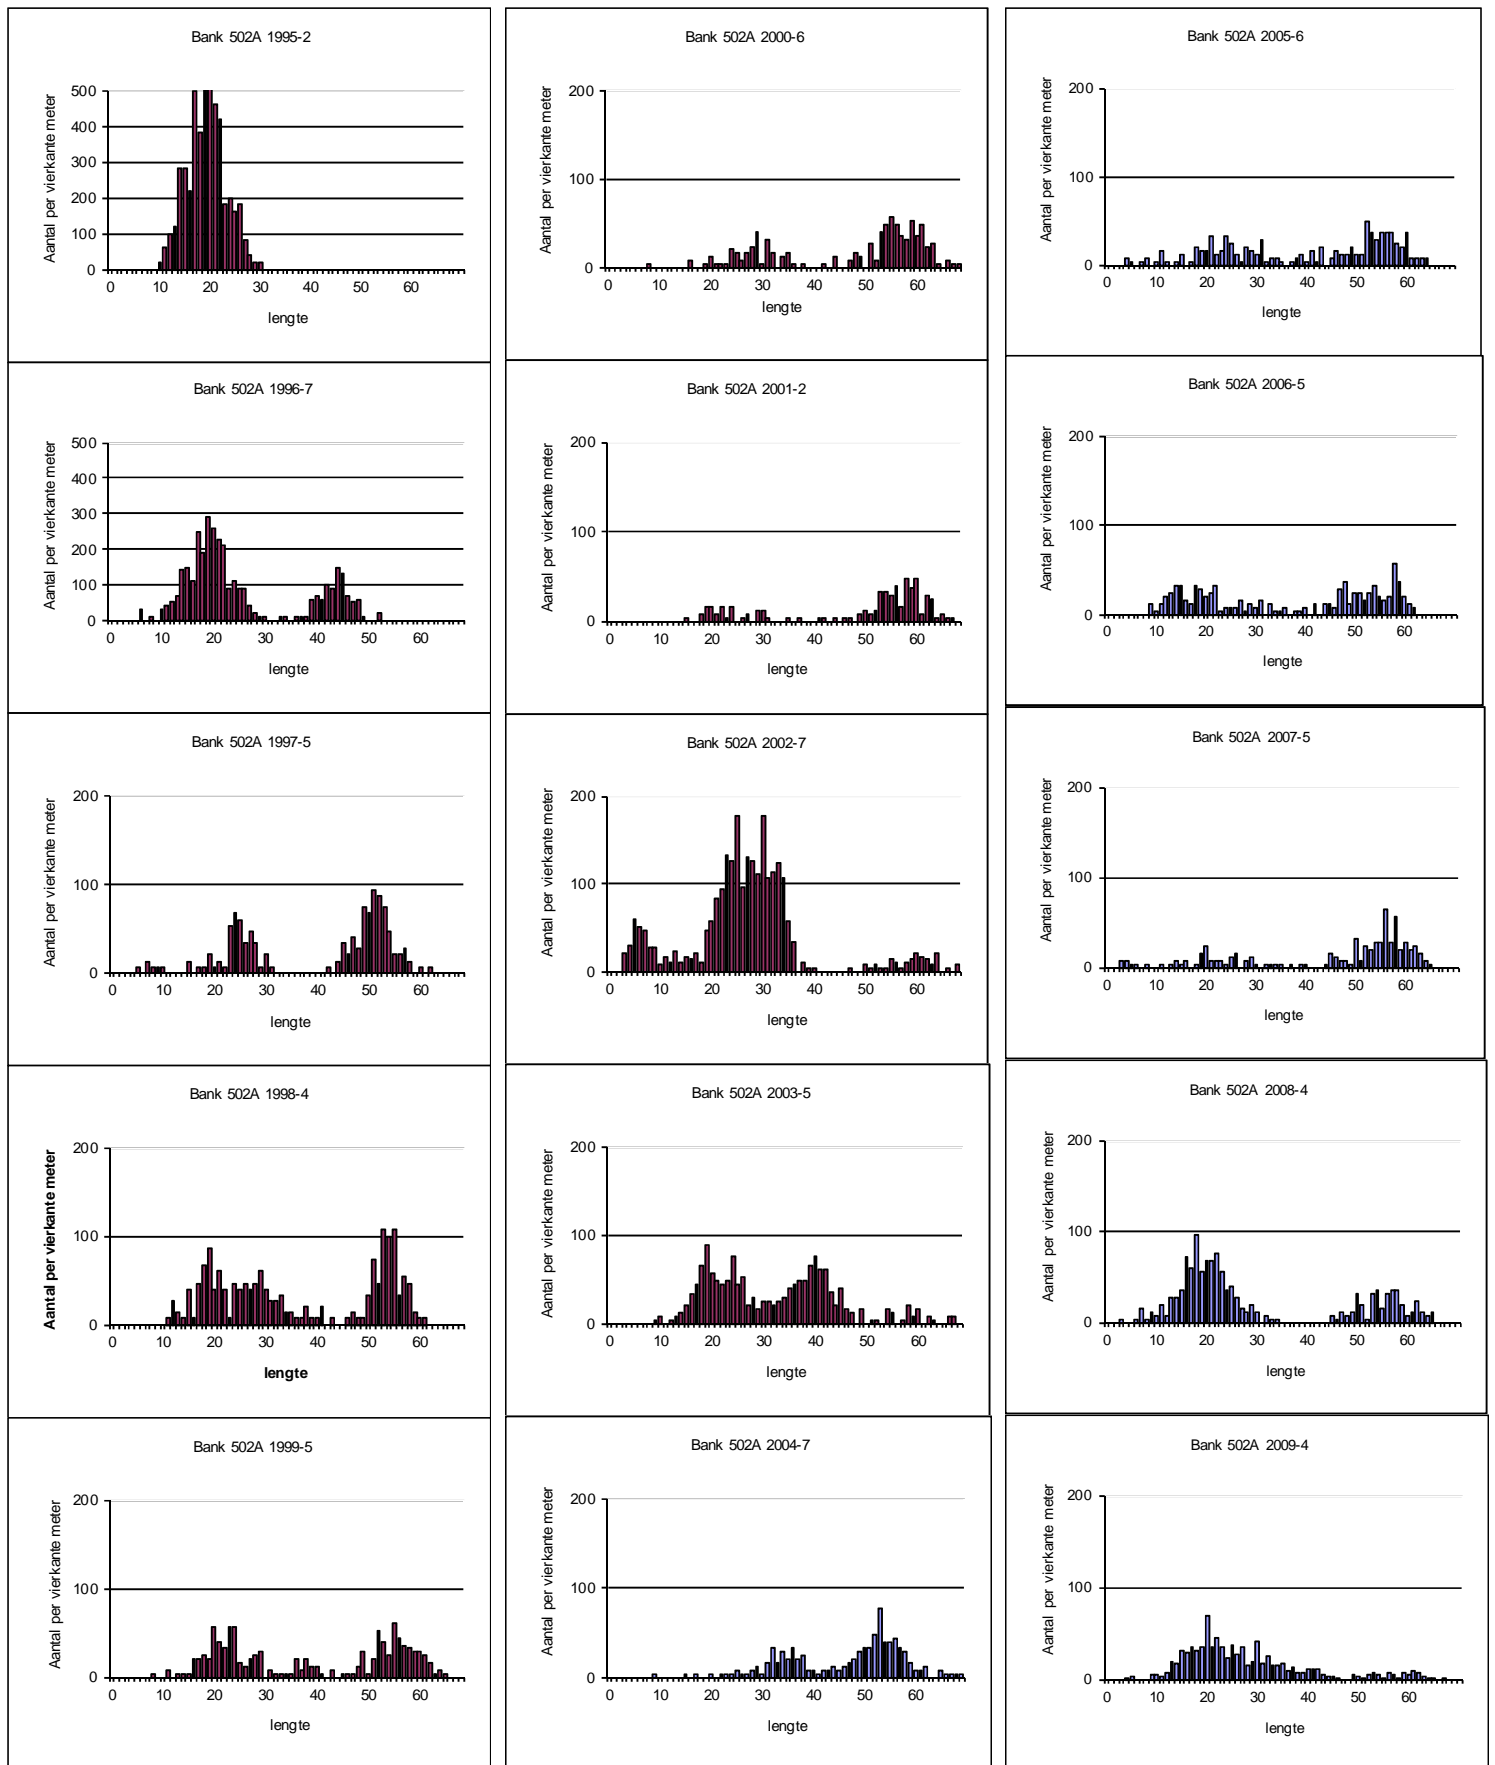 Bank 502A 1995-2
Aantal per vierkante meter
500
400
300
200
100
0
0 10 20 30 40 50 60
lengte
Bank 502A 1996-7
Aantal per vierkante meter
500
400
300
200
100
0
0 10 20 30 40 50 60
lengte
Bank 502A 1997-5
Aantal per vierkante meter
200
100
0
0 10 20 30 40 50 60
lengte
Bank 502A 1998-4
Aantal per vierkante meter
200
100
0
0 10 20 30 40 50 60
lengte
Bank 502A 1999-5
Aantal per vierkante meter
200
100
0
0 10 20 30 40 50 60
lengte
Bank 502A 2000-6
Aantal per vierkante meter
200
100
0
0 10 20 30 40 50 60
lengte
Bank 502A 2001-2
Aantal per vierkante meter
200
100
0
0 10 20 30 40 50 60
lengte
Bank 502A 2002-7
Aantal per vierkante meter
200
100
0
0 10 20 30 40 50 60
lengte
Bank 502A 2003-5
Aantal per vierkante meter
200
100
0
0 10 20 30 40 50 60
lengte
Bank 502A 2004-7
Aantal per vierkante meter
200
100
0
0 10 20 30 40 50 60
lengte
Bank 502A 2005-6
Aantal per vierkante meter
200
100
0
0 10 20 30 40 50 60
lengte
Bank 502A 2006-5
Aantal per vierkante meter
200
100
0
0 10 20 30 40 50 60
lengte
Bank 502A 2007-5
Aantal per vierkante meter
200
100
0
0 10 20 30 40 50 60
lengte
Bank 502A 2008-4
Aantal per vierkante meter
200
100
0
0 10 20 30 40 50 60
lengte
Bank 502A 2009-4
Aantal per vierkante meter
200
100
0
0 10 20 30 40 50 60
lengte